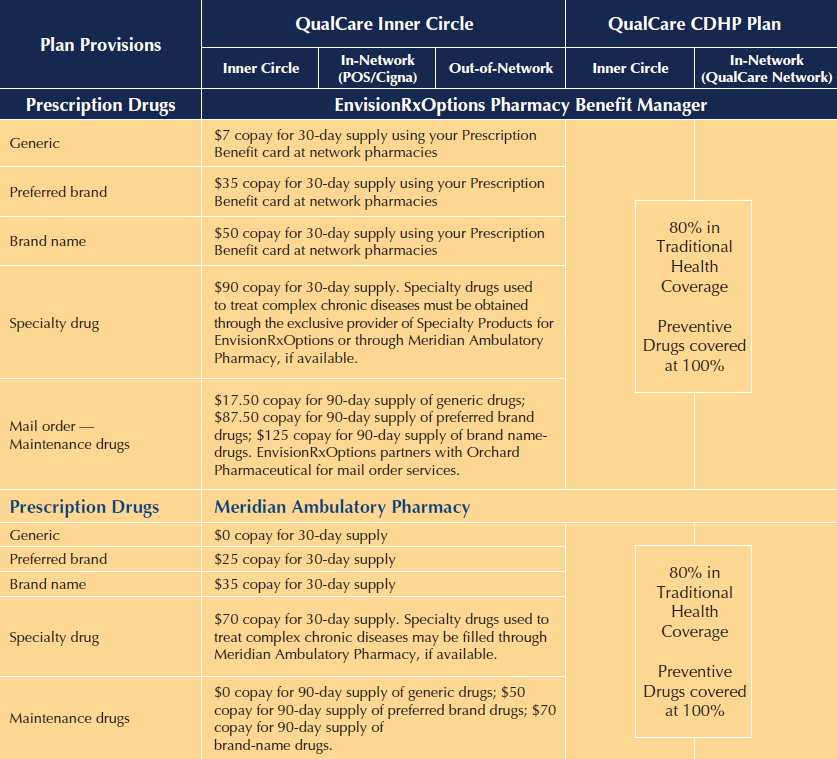 Plan Provisions
QualCare Inner Circle
QualCare CDHP Plan
Inner Circle
In-Network
(POS/Cigna)
Out-of-Network
Inner Circle
In-Network
(QualCare Network)
Prescription Drugs
EnvisionRxOptions Pharmacy Benefit Manager
Generic
$7 copay for 30-day supply using your Prescription
Benefit card at network pharmacies
Preferred brand
$35 copay for 30-day supply using your Prescription
Benefit card at network pharmacies
Brand name
$50 copay for 30-day supply using your Prescription
Benefit card at network pharmacies
Specialty drug
$90 copay for 30-day supply. Specialty drugs used
to treat complex chronic diseases must be obtained
through the exclusive provider of Specialty Products for
EnvisionRxOptions or through Meridian Ambulatory
Pharmacy, if available.
Mail order —
Maintenance drugs
$17.50 copay for 90-day supply of generic drugs;
$87.50 copay for 90-day supply of preferred brand
drugs; $125 copay for 90-day supply of brand name-
drugs. EnvisionRxOptions partners with Orchard
Pharmaceutical for mail order services.
80% in
Traditional
Health
Coverage
Preventive
Drugs covered
at 100%
Prescription Drugs
Meridian Ambulatory Pharmacy
Generic
$0 copay for 30-day supply
Preferred brand
$25 copay for 30-day supply
Brand name
$35 copay for 30-day supply
Specialty drug
$70 copay for 30-day supply. Specialty drugs used to
treat complex chronic diseases may be filled through
Meridian Ambulatory Pharmacy, if available.
Maintenance drugs
$0 copay for 90-day supply of generic drugs; $50
copay for 90-day supply of preferred brand drugs; $70
copay for 90-day supply of
brand-name drugs.
80% in
Traditional
Health
Coverage
Preventive
Drugs covered
at 100%